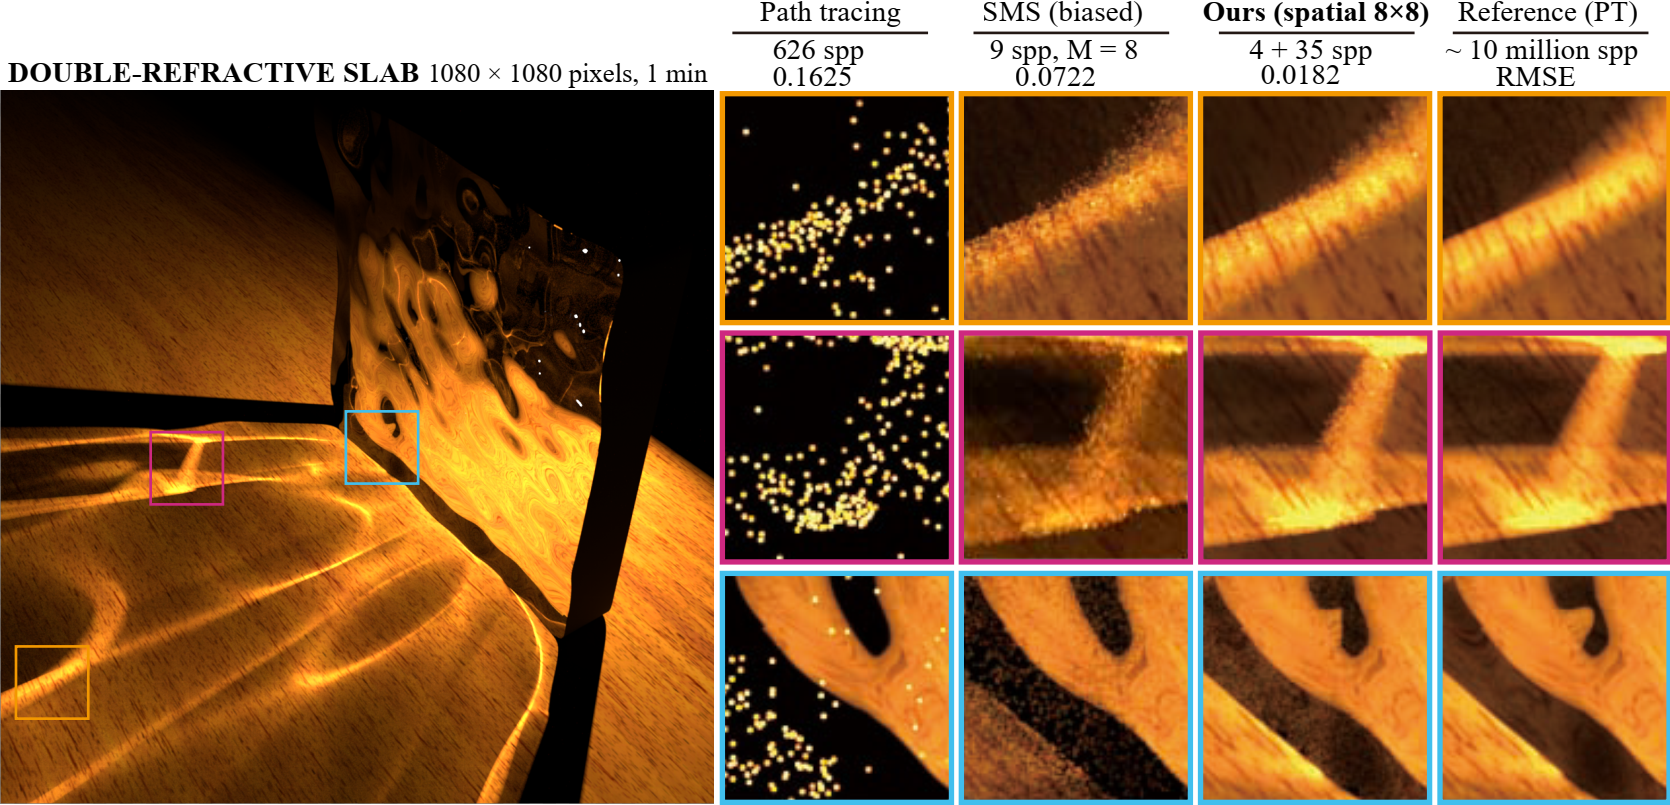 Path tracing
626 spp
0.1625
SMS (biased)
9 spp, M = 8
0.0722
Ours (spatial 8×8)
4 + 35 spp
0.0182
Reference (PT)
~ 10 million spp
RMSE
DOUBLE-REFRACTIVE SLAB 1080 × 1080 pixels, 1 min